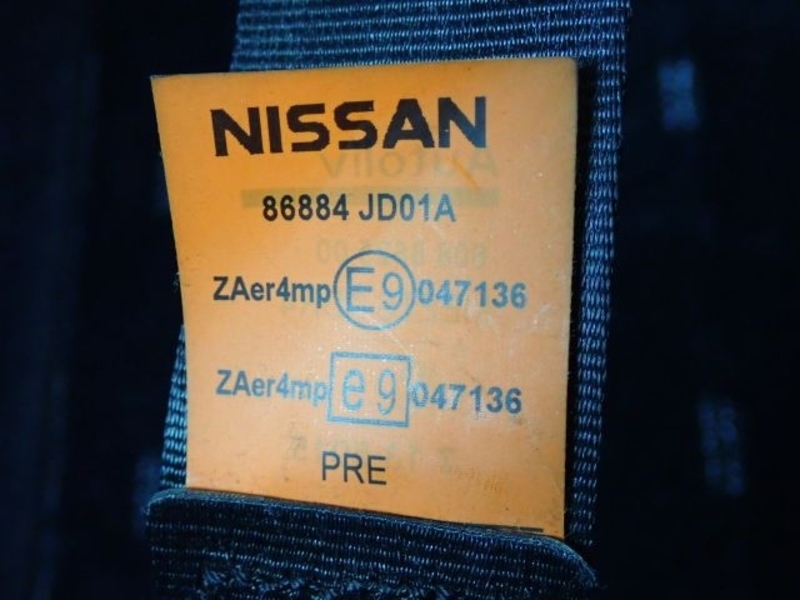 NISSAN
86884 JD01A
ZAer4mp E9 047136
ZAer4mp e9 047136
PRE